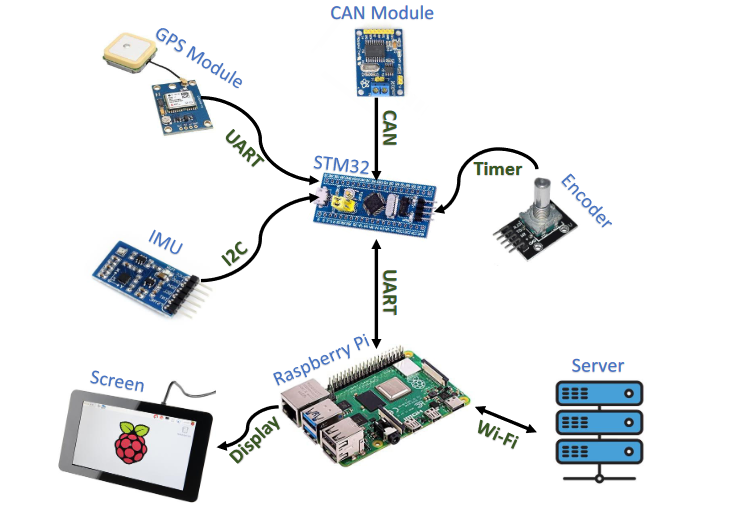 CAN Module
GPS Module
UART
CAN
STM32
Timer
Encoder
IMU
I2C
UART
Raspberry Pi
Screen
Server
Display
Wi-Fi